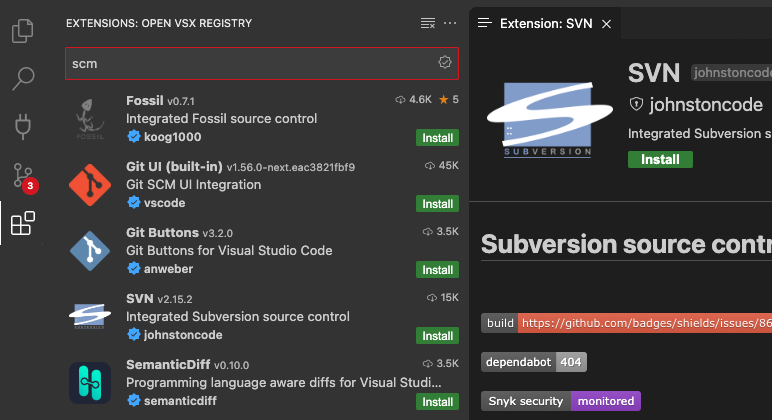 EXTENSIONS: OPEN VSX REGISTRY
scm
Fossil v0.7.1 4.6K ★ 5
Integrated Fossil source control
koog1000 Install
FOSSIL
Git UI (built-in) v1.56.0-next.eac3821fbf9 45K
Git SCM UI Integration
vscode Install
Git Buttons v3.2.0 3.5K
Git Buttons for Visual Studio Code
anweber Install
SVN v2.15.2 15K
Integrated Subversion source control
johnstoncode Install
SemanticDiff v0.10.0 3.5K
Programming language aware diffs for Visual Studi...
semanticdiff Install
3
Extension: SVN
SUBVERSION
SVN johnstoncode
johnstoncode
Integrated Subversion s
Install
Subversion source contr
build https://github.com/badges/shields/issues/86
dependabot 404
Snyk security monitored